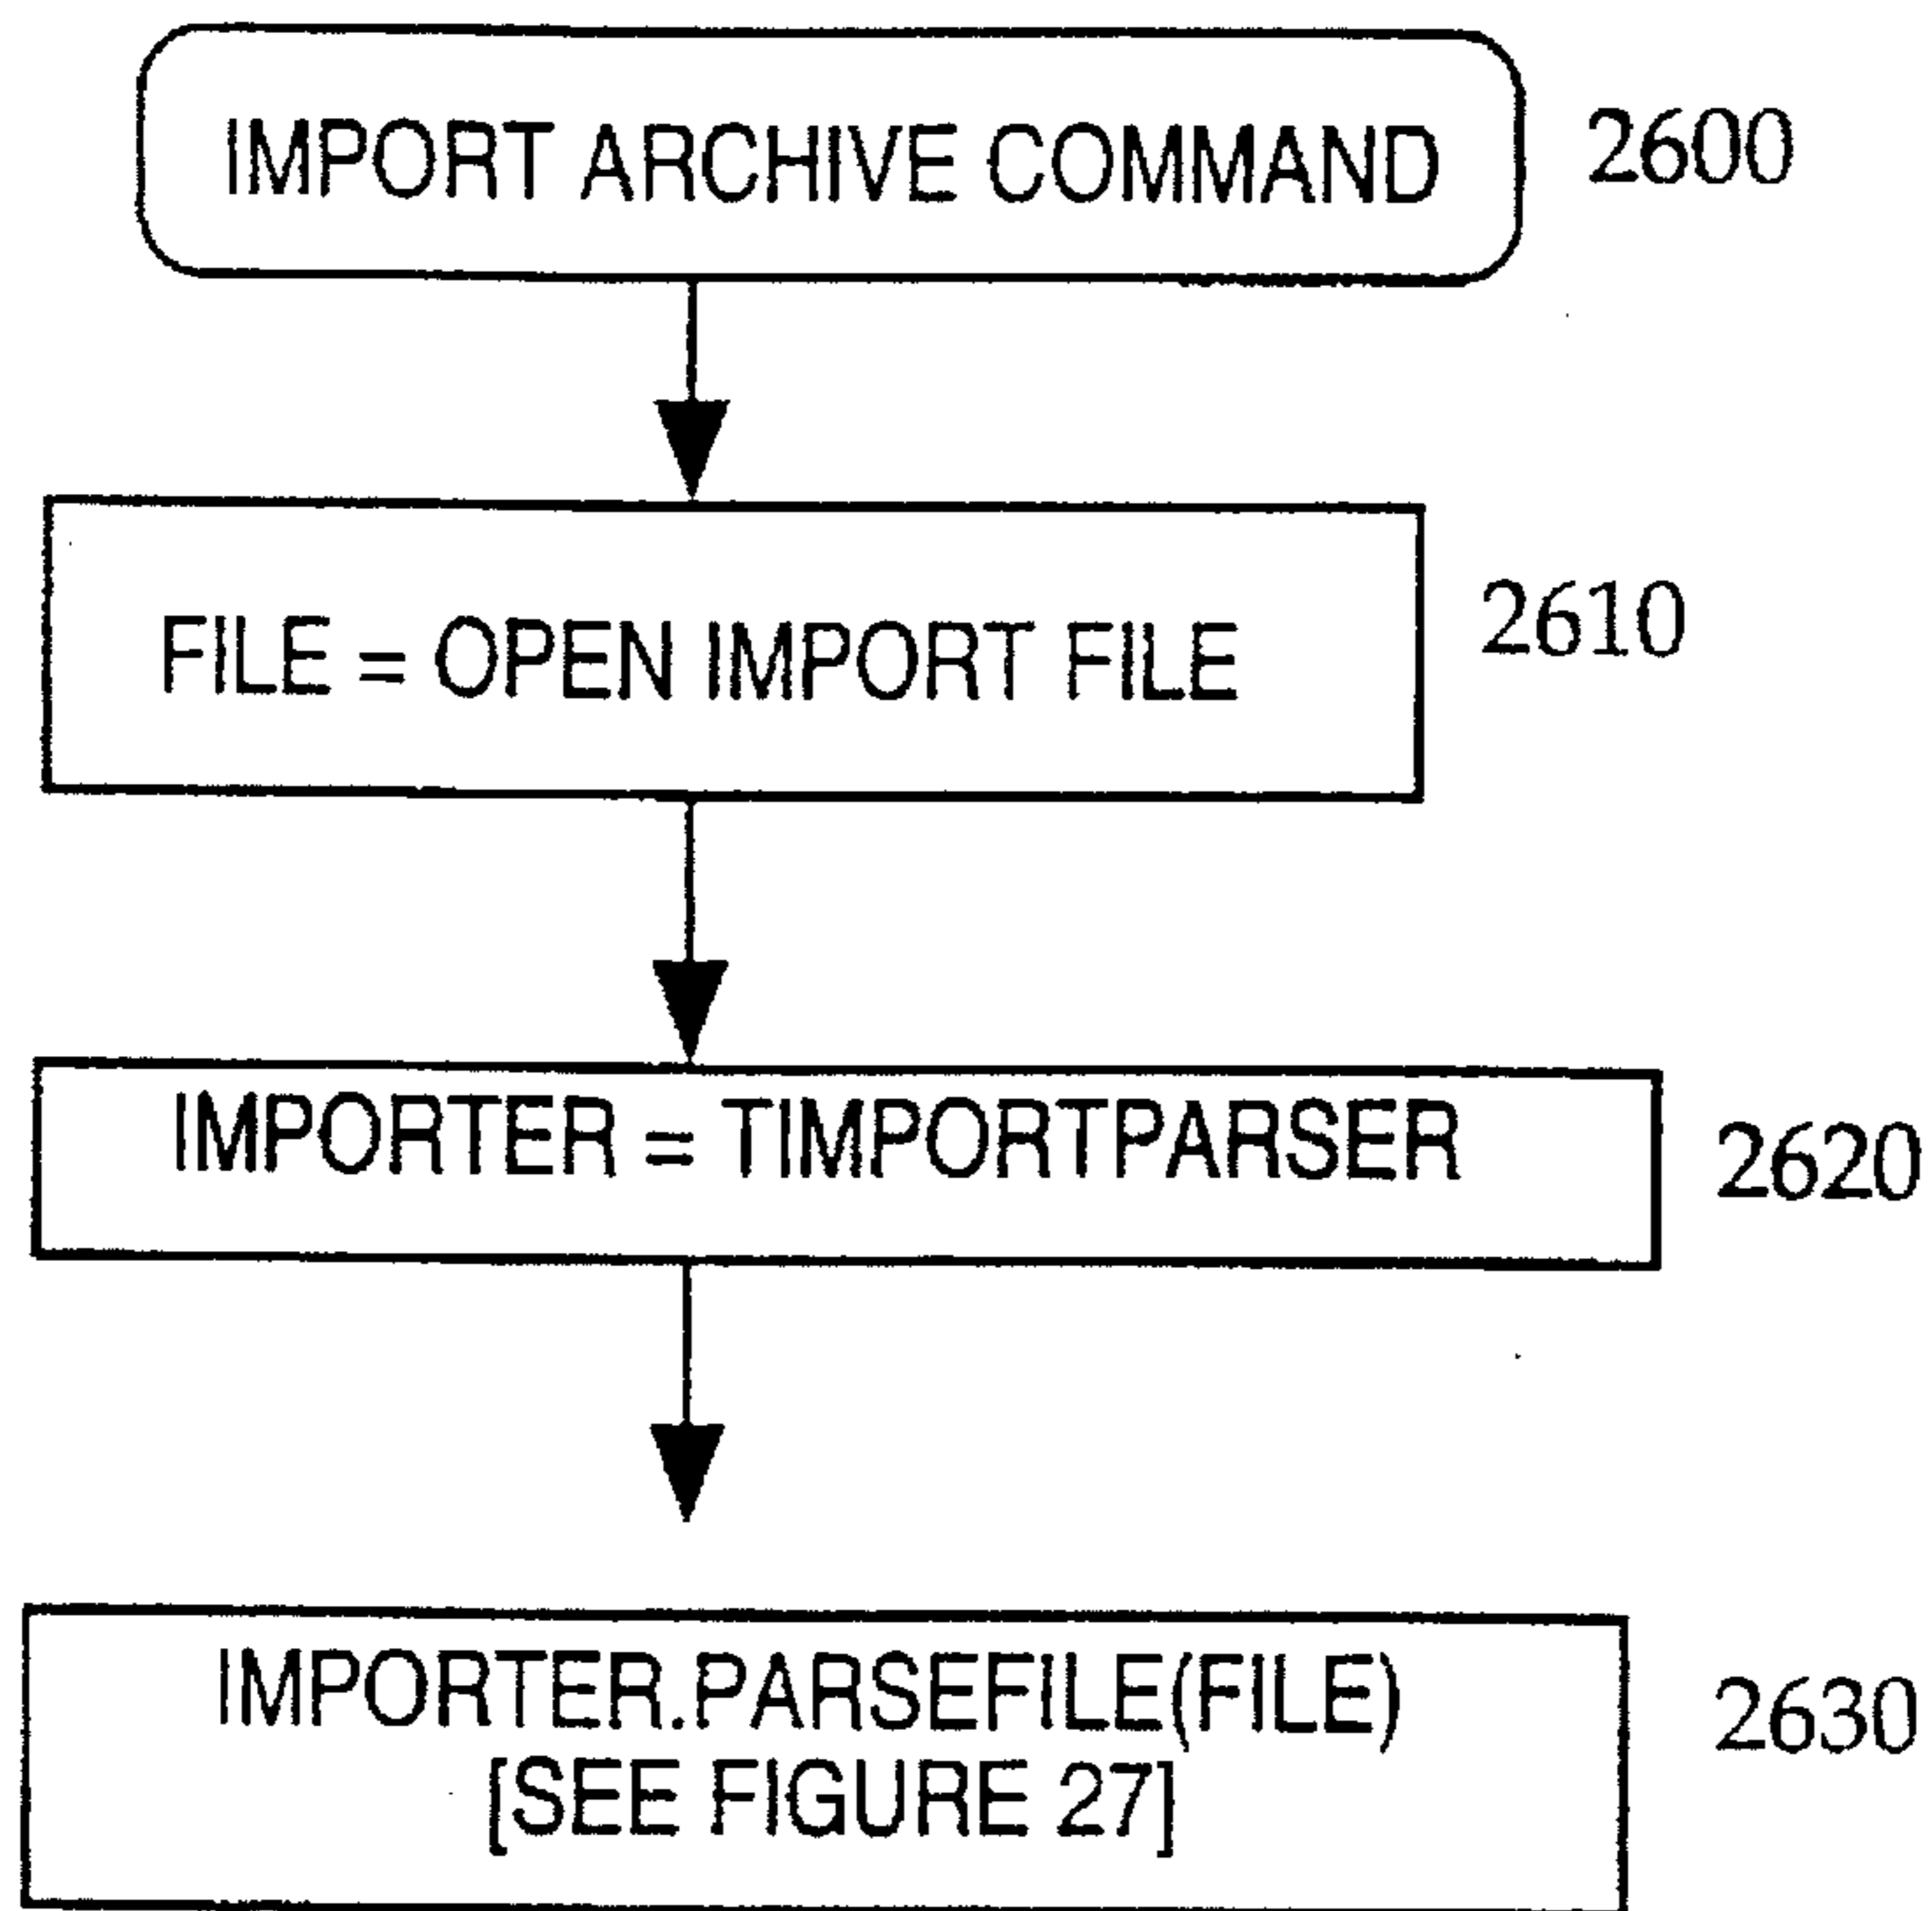 IMPORT ARCHIVE COMMAND
2600
FILE = OPEN IMPORT FILE
2610
IMPORTER = TIMPORTPARSER
2620
IMPORTER.PARSEFILE(FILE)
[SEE FIGURE 27]
2630